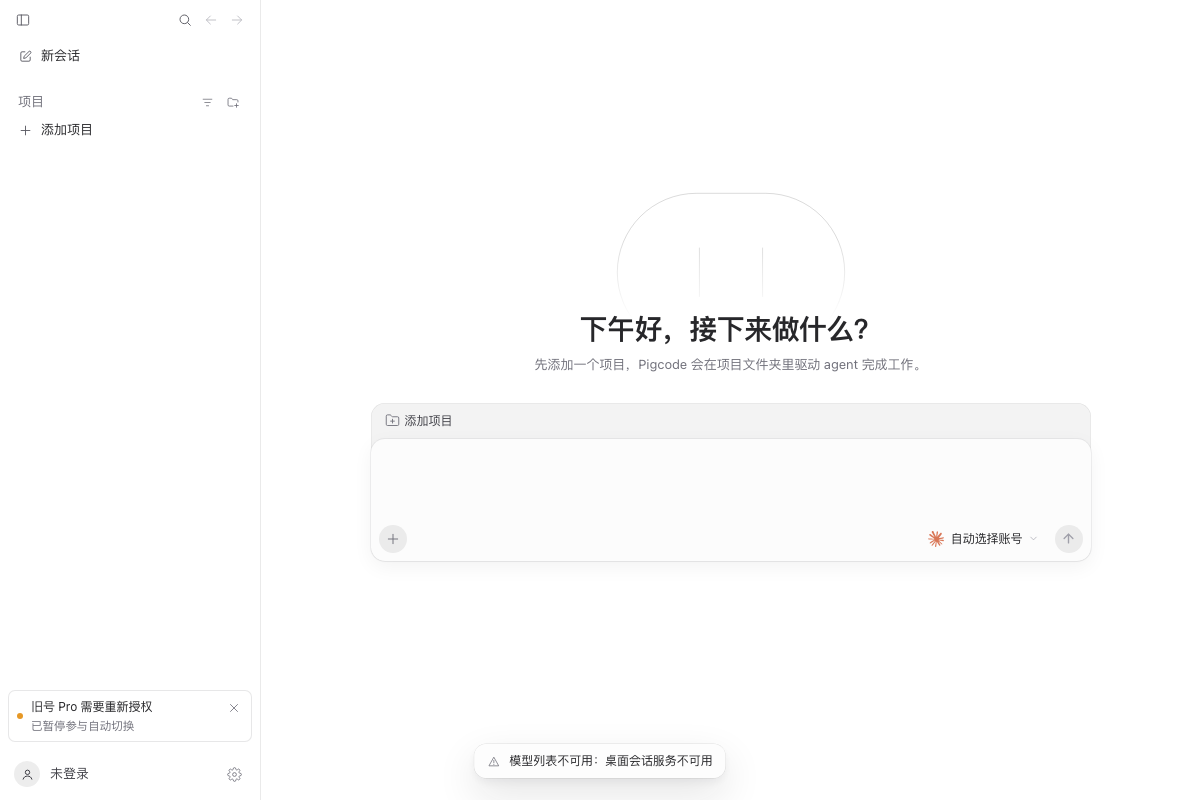 新会话
项目
添加项目
下午好，接下来做什么？
先添加一个项目，Pigcode 会在项目文件夹里驱动 agent 完成工作。
添加项目
自动选择账号
旧号 Pro 需要重新授权
已暂停参与自动切换
未登录
模型列表不可用：桌面会话服务不可用